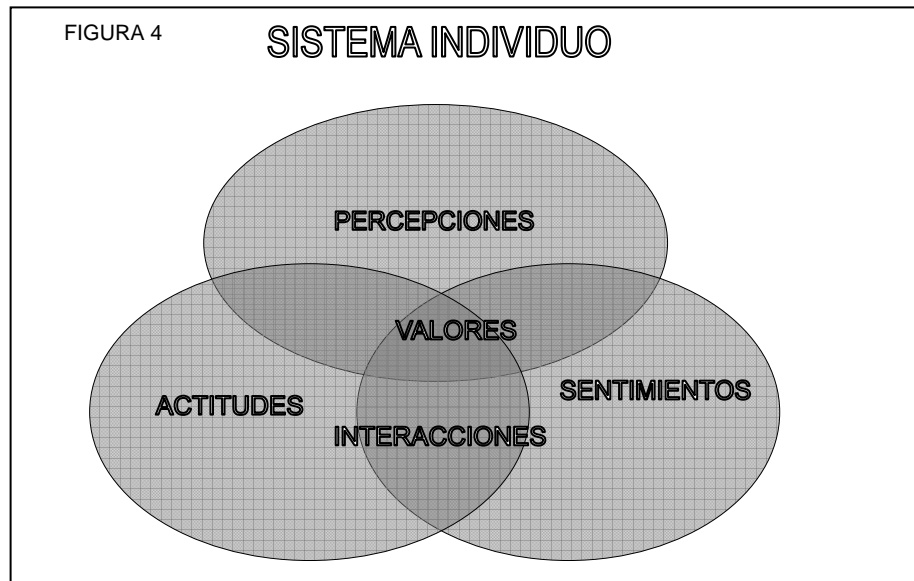 FIGURA 4
SISTEMA INDIVIDUO
PERCEPCIONES
VALORES
SENTIMIENTOS
ACTITUDES
INTERACCIONES